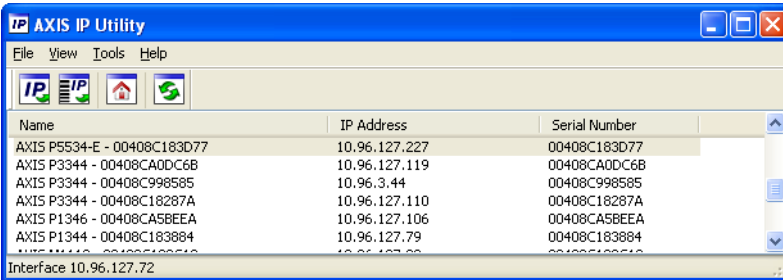 IP AXIS IP Utility
File View Tools Help
IP IP
Name IP Address Serial Number
AXIS P5534-E - 00408C183D77 10.96.127.227 00408C183D77
AXIS P3344 - 00408CA0DC6B 10.96.127.119 00408CA0DC6B
AXIS P3344 - 00408C998585 10.96.3.44 00408C998585
AXIS P3344 - 00408C18287A 10.96.127.110 00408C18287A
AXIS P1346 - 00408CA5BEEA 10.96.127.106 00408CA5BEEA
AXIS P1344 - 00408C183884 10.96.127.79 00408C183884
Interface 10.96.127.72